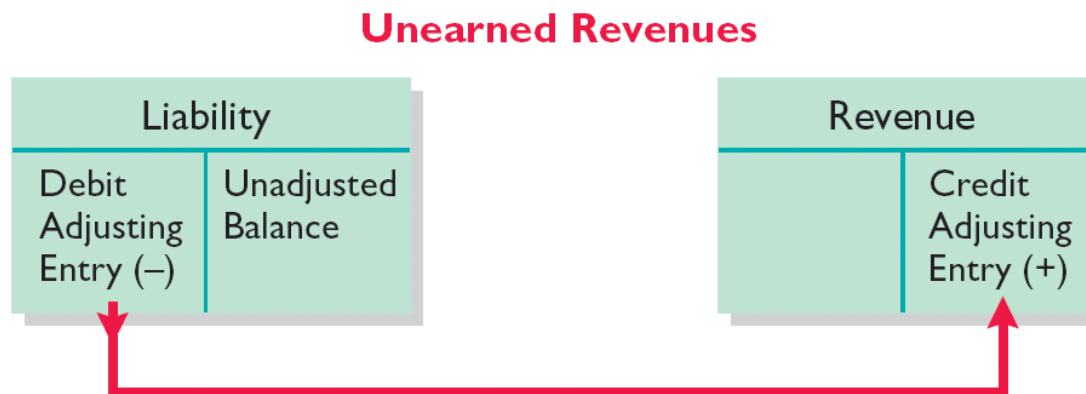 Unearned Revenues
Liability
Debit
Adjusting
Entry (–)
Unadjusted
Balance
Revenue
Credit
Adjusting
Entry (+)